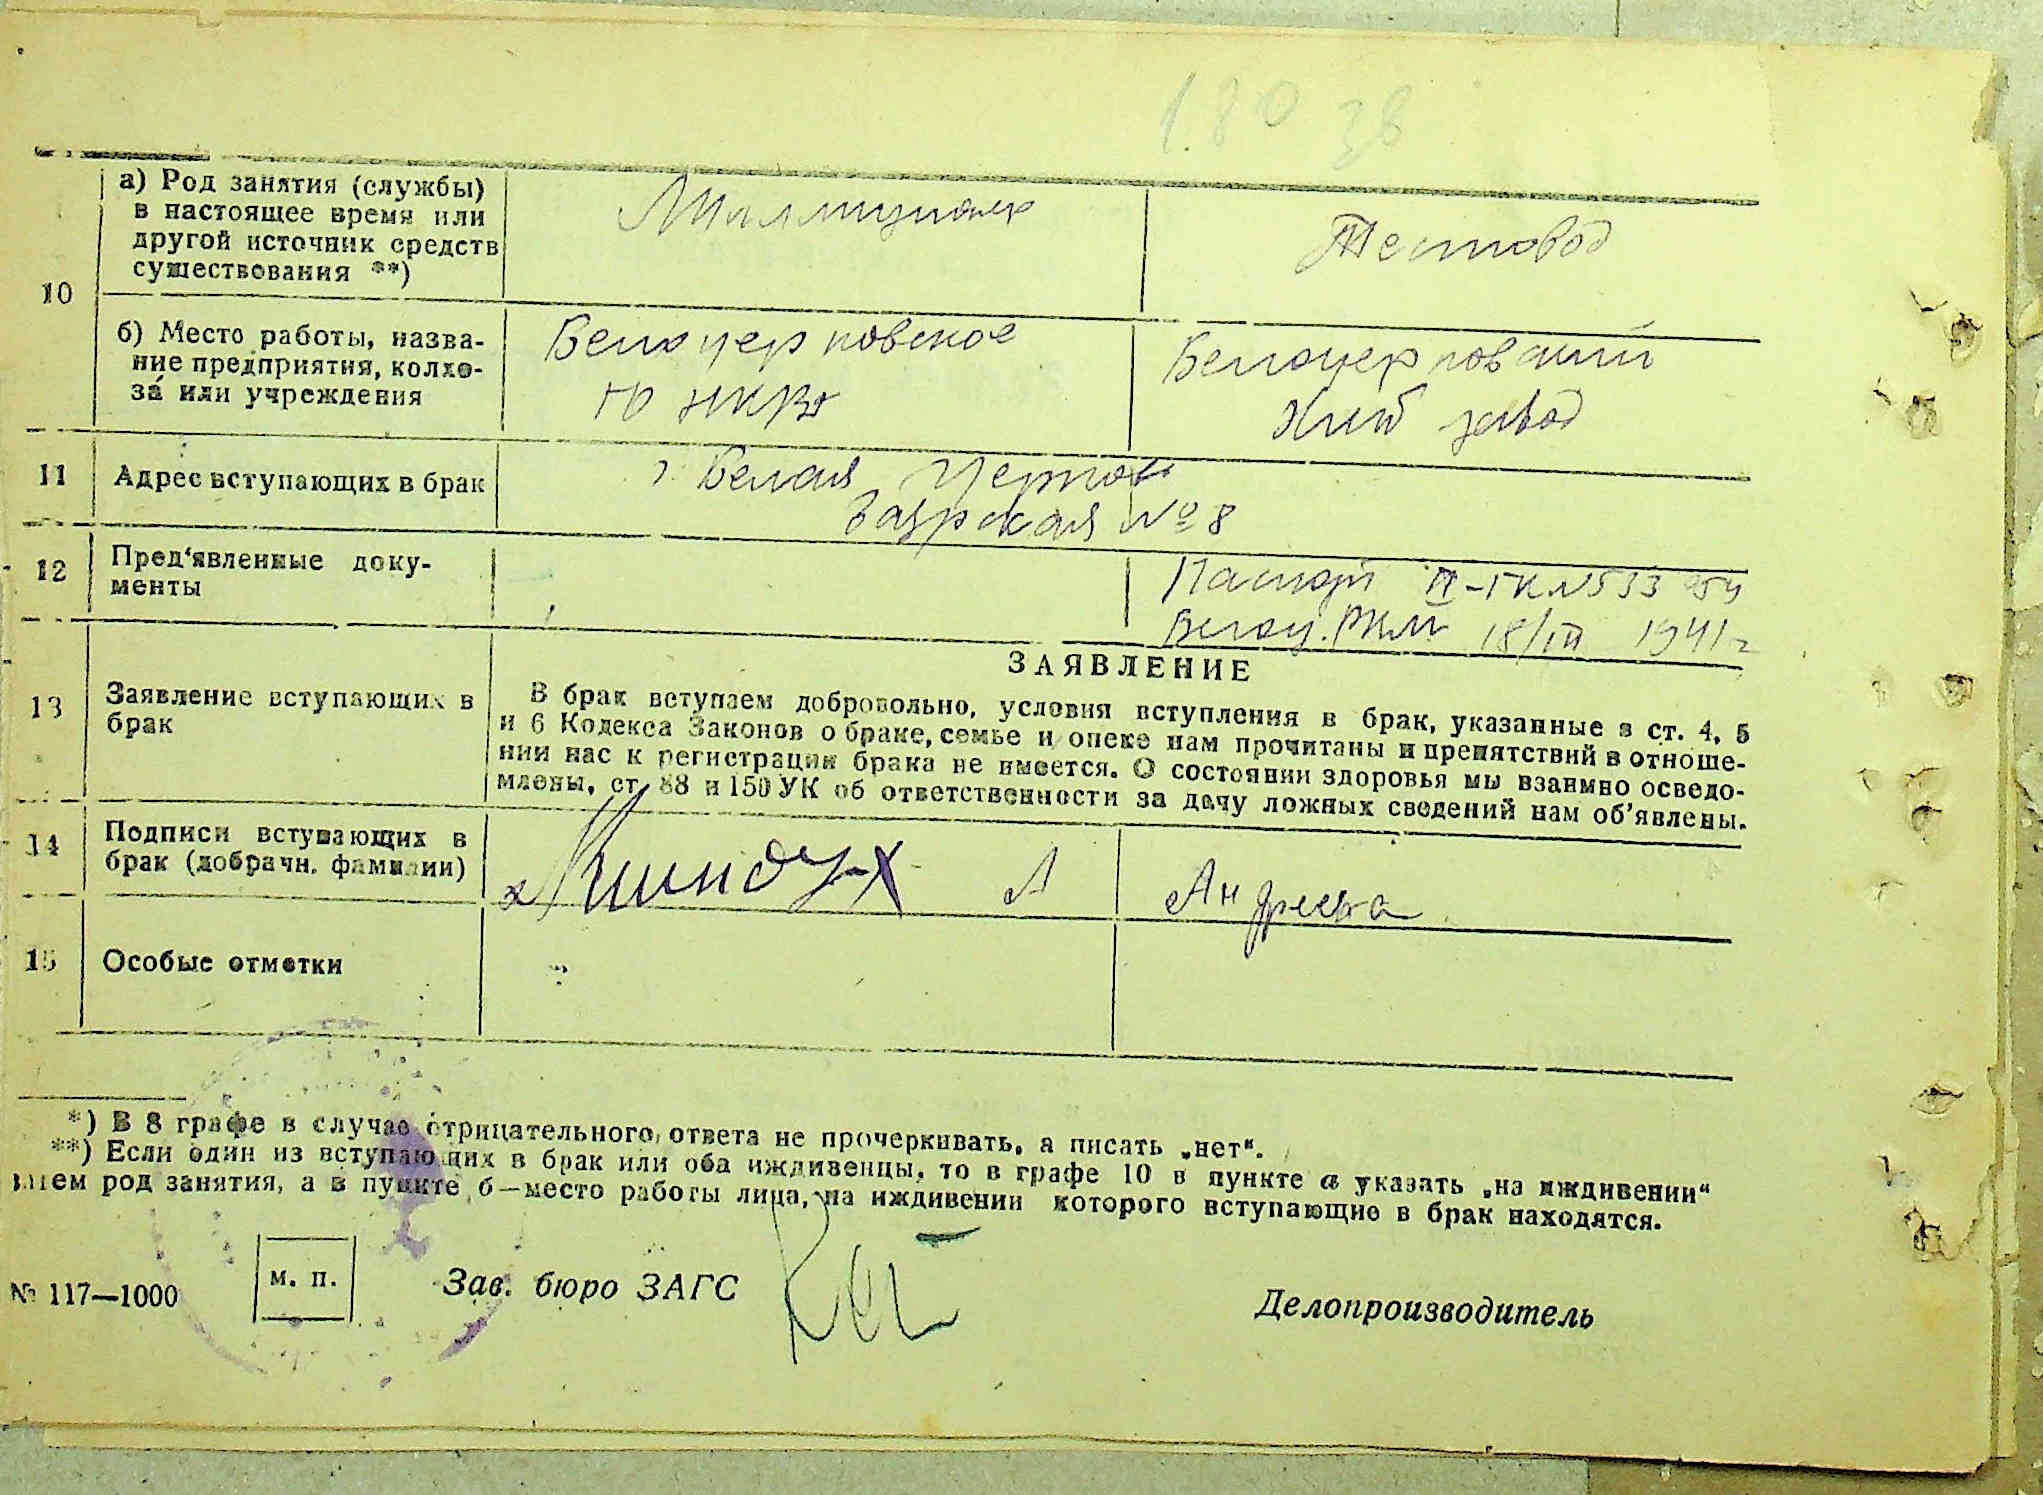 180 38
а) Род занятия (службы)
в настоящее время или
другой источник средств
существования **)
Миллиционер
Тестовод
10
б) Место работы, назва-
ние предприятия, колхо-
за или учреждения
Белоцерковское
НКВД
Белоцерковский
Хлеб завод
11
Адрес вступающих в брак
г. Белая Церковь
№ 8
12
Пред‘явленные доку-
менты
Паспорт
18/III 1941 г
ЗАЯВЛЕНИЕ
13
Заявление вступающих в
брак
В брак вступаем добровольно, условия вступления в брак, указанные в ст. 4, 5
и 6 Кодекса Законов о браке, семье и опеке нам прочитаны и препятствий в отноше-
нии нас к регистрации брака не имеется. О состоянии здоровья мы взаимно осведо-
млены, ст. 88 и 150 УК об ответственности за дачу ложных сведений нам об’явлены.
14
Подписи вступающих в
брак (добрачн. фамилии)
А
Андреева
15
Особые отметки
*) В 8 графе в случае отрицательного ответа не прочеркивать, а писать „нет“.
**) Если один из вступающих в брак или оба иждивенцы, то в графе 10 в пункте а указать „на иждивении“
род занятия, а в пункте б—место работы лица, на иждивении которого вступающие в брак находятся.
№ 117—1000
м. п.
Зав. бюро ЗАГС
Делопроизводитель